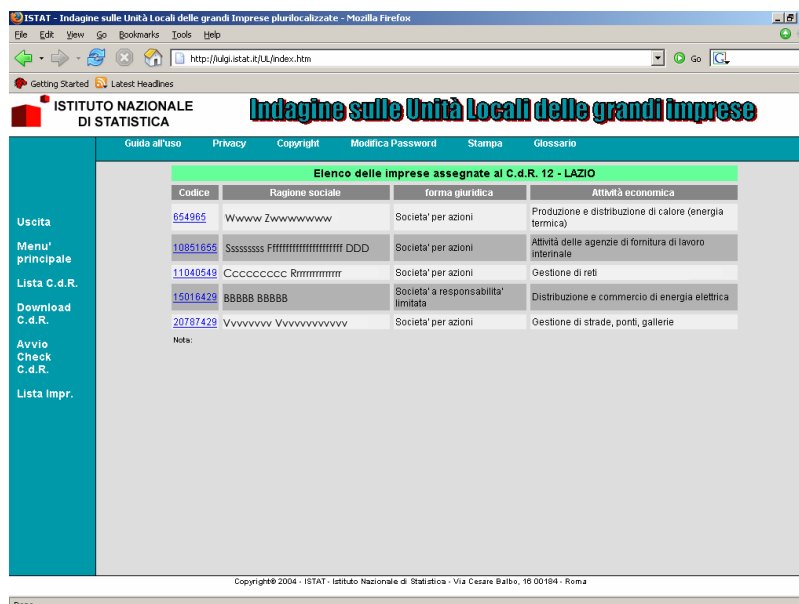 ISTAT - Indagine sulle Unità Locali delle grandi Imprese plurilocalizzate - Mozilla Firefox
File Edit View Go Bookmarks Tools Help
http://iulgi.istat.it/UL/index.htm Go
Getting Started Latest Headlines
ISTITUTO NAZIONALE
DI STATISTICA
Indagine sulle Unità Locali delle grandi imprese
Guida all'uso Privacy Copyright Modifica Password Stampa Glossario
Elenco delle imprese assegnate al C.d.R. 12 - LAZIO
Codice Ragione sociale forma giuridica Attività economica
654965 Wwww Zwwwwwww Societa' per azioni Produzione e distribuzione di calore (energia
termica)
10851655 Sssssssss Fffffffffffffffffffff DDD Societa' per azioni Attività delle agenzie di fornitura di lavoro
interinale
11040549 Cccccccccc Rrrrrrrrrrrrrr Societa' per azioni Gestione di reti
15016429 BBBBB BBBBB Societa' a responsabilita'
limitata Distribuzione e commercio di energia elettrica
20787429 Vvvvvvvv Vvvvvvvvvvv Societa' per azioni Gestione di strade, ponti, gallerie
Nota:
Uscita
Menu'
principale
Lista C.d.R.
Download
C.d.R.
Avvio
Check
C.d.R.
Lista Impr.
Copyright® 2004 - ISTAT - Istituto Nazionale di Statistica - Via Cesare Balbo, 16 00184 - Roma